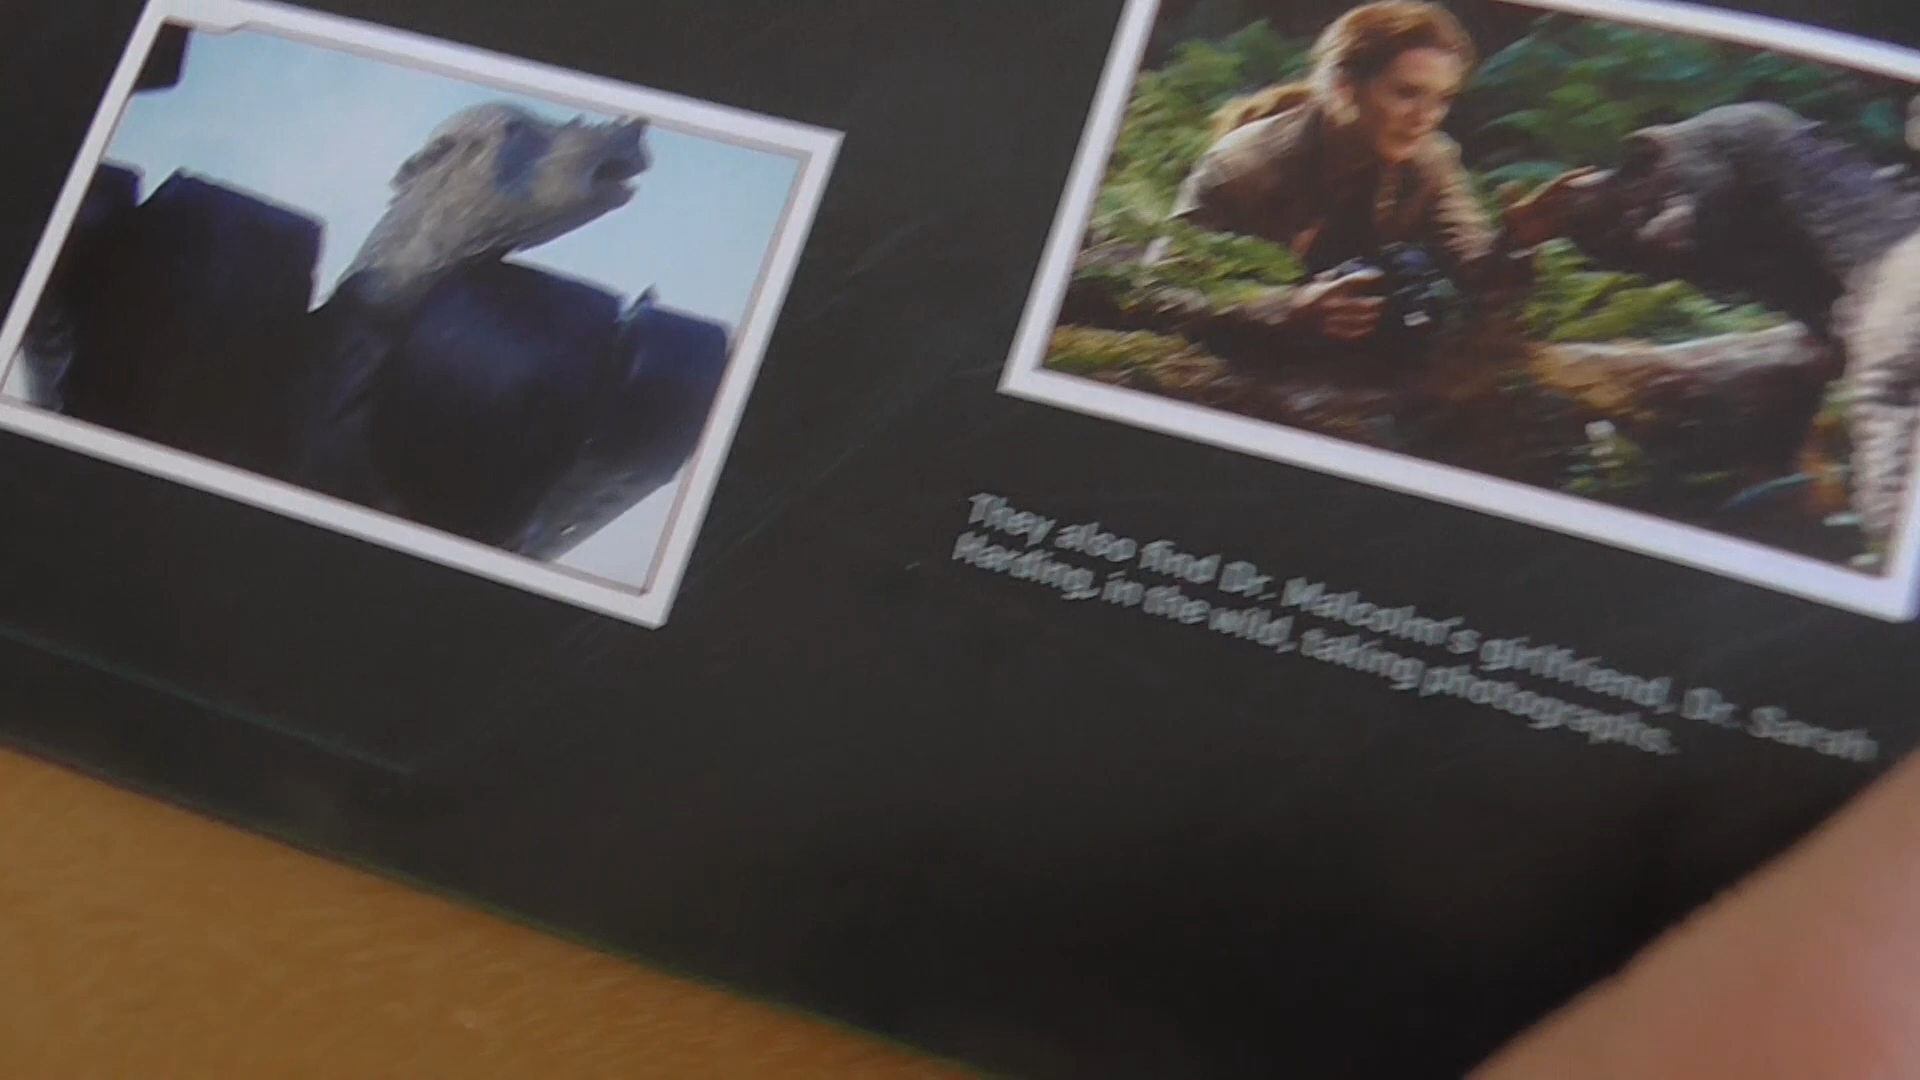 They also find Dr. Malcolm's girlfriend, Dr. Sarah
Harding, in the wild, taking photographs.